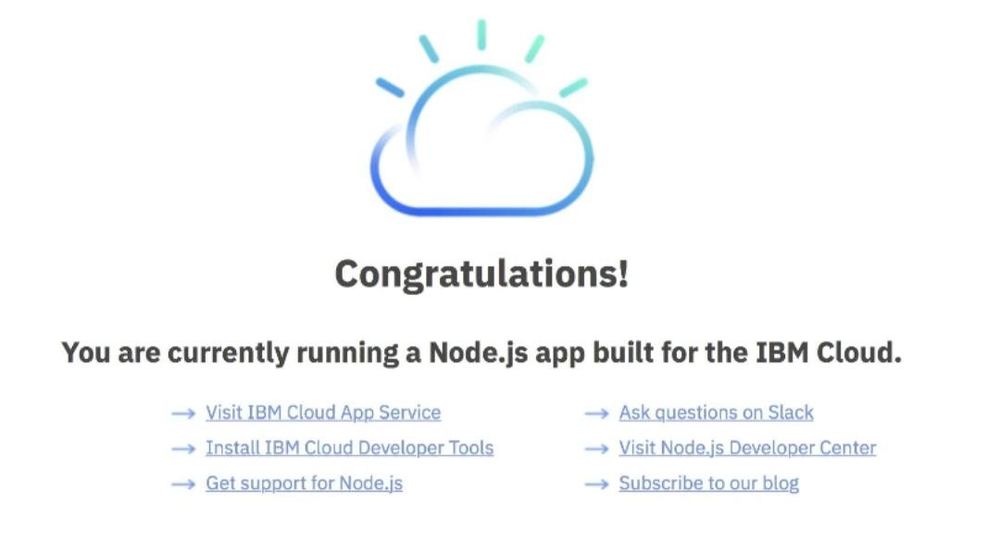 Congratulations!
You are currently running a Node.js app built for the IBM Cloud.
→ Visit IBM Cloud App Service
→ Install IBM Cloud Developer Tools
→ Get support for Node.js
→ Ask questions on Slack
→ Visit Node.js Developer Center
→ Subscribe to our blog